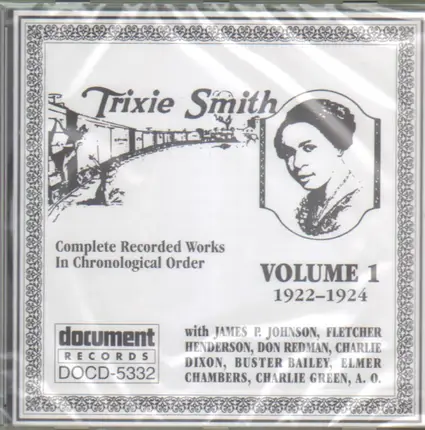 Trixie Smith
Complete Recorded Works
In Chronological Order
VOLUME 1
1922–1924
document
RECORDS
DOCD-5332
with JAMES P. JOHNSON, FLETCHER
HENDERSON, DON REDMAN, CHARLIE
DIXON, BUSTER BAILEY, ELMER
CHAMBERS, CHARLIE GREEN, A. O.